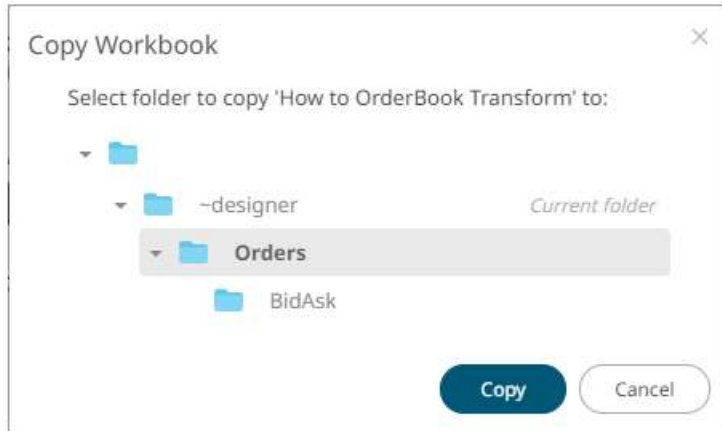 Copy Workbook
Select folder to copy 'How to OrderBook Transform' to:
~designer Current folder
Orders
BidAsk
Copy Cancel